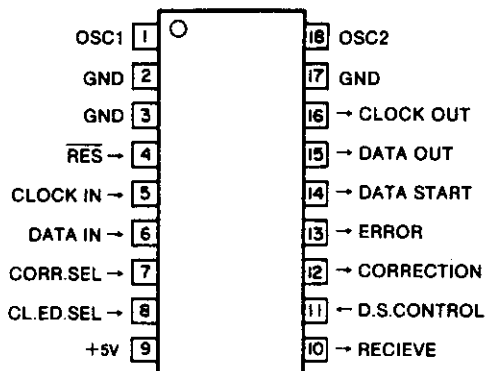 OSC1 1 18 OSC2
GND 2 17 GND
GND 3 16 → CLOCK OUT
R̅E̅S̅ → 4 15 → DATA OUT
CLOCK IN → 5 14 → DATA START
DATA IN → 6 13 → ERROR
CORR.SEL → 7 12 → CORRECTION
CL.ED.SEL → 8 11 ← D.S.CONTROL
+5V 9 10 → RECIEVE